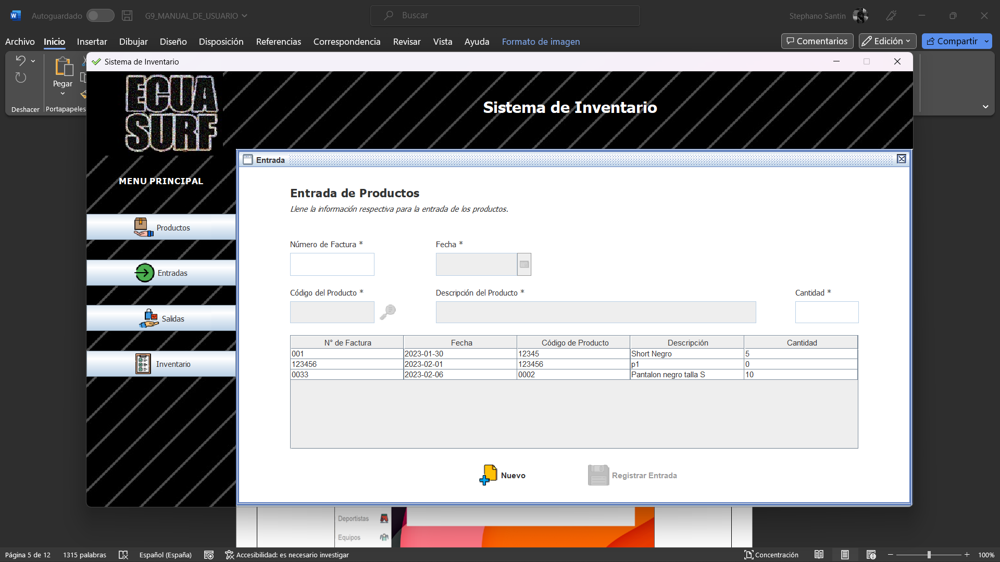 Autoguardado
G9_MANUAL_DE_USUARIO
Buscar
Stephano Santin
Archivo Inicio Insertar Dibujar Diseño Disposición Referencias Correspondencia Revisar Vista Ayuda Formato de imagen
Comentarios Edición Compartir
Pegar
Deshacer Portapapeles
Sistema de Inventario
ECUA
SURF
Sistema de Inventario
MENU PRINCIPAL
Productos
Entradas
Salidas
Inventario
Entrada
Entrada de Productos
Llene la información respectiva para la entrada de los productos.
Número de Factura * Fecha *
Código del Producto * Descripción del Producto * Cantidad *
N° de Factura Fecha Código de Producto Descripción Cantidad
001 2023-01-30 12345 Short Negro 5
123456 2023-02-01 123456 p1 0
0033 2023-02-06 0002 Pantalon negro talla S 10
Nuevo Registrar Entrada
Deportistas
Equipos
Página 5 de 12 1315 palabras Español (España) Accesibilidad: es necesario investigar Concentración 100%